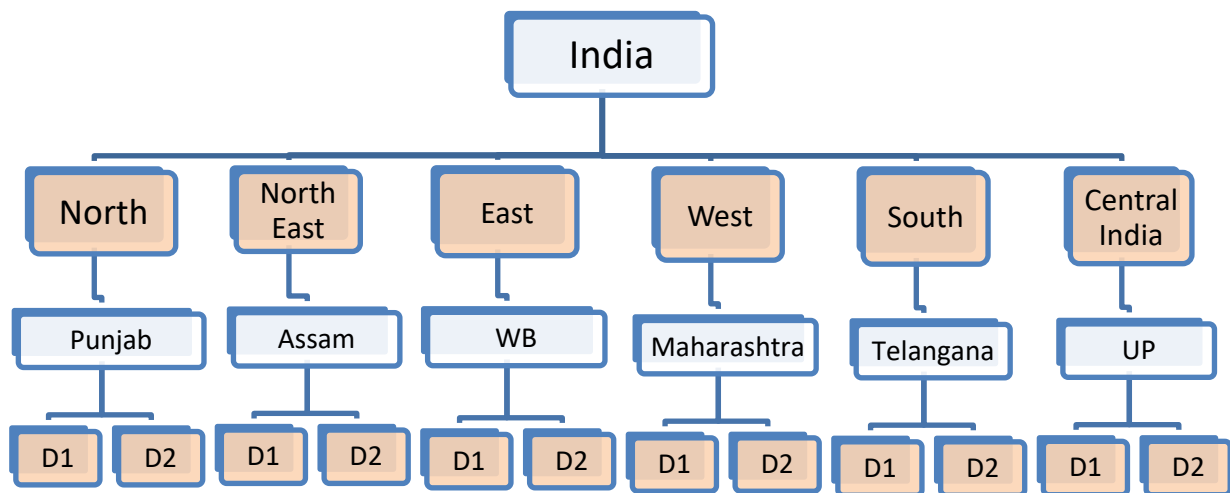 India
North
North
East
East
West
South
Central
India
Punjab
Assam
WB
Maharashtra
Telangana
UP
D1
D2
D1
D2
D1
D2
D1
D2
D1
D2
D1
D2